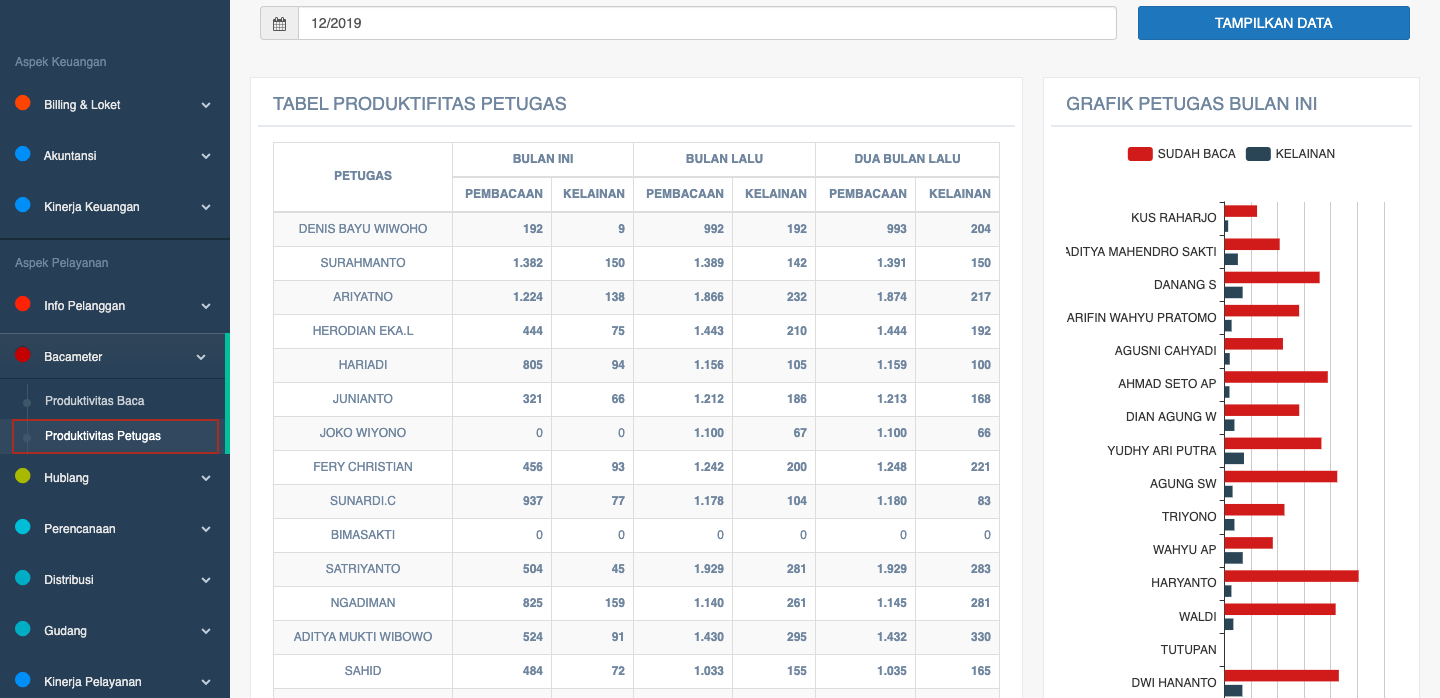 Aspek Keuangan
Billing & Loket
Akuntansi
Kinerja Keuangan
Aspek Pelayanan
Info Pelanggan
Bacameter
Produktivitas Baca
Produktivitas Petugas
Hublang
Perencanaan
Distribusi
Gudang
Kinerja Pelayanan
12/2019
TAMPILKAN DATA
TABEL PRODUKTIFITAS PETUGAS
PETUGAS BULAN INI BULAN LALU DUA BULAN LALU
PEMBACAAN KELAINAN PEMBACAAN KELAINAN PEMBACAAN KELAINAN
DENIS BAYU WIWOHO 192 9 992 192 993 204
SURAHMANTO 1.382 150 1.389 142 1.391 150
ARIYATNO 1.224 138 1.866 232 1.874 217
HERODIAN EKA.L 444 75 1.443 210 1.444 192
HARIADI 805 94 1.156 105 1.159 100
JUNIANTO 321 66 1.212 186 1.213 168
JOKO WIYONO 0 0 1.100 67 1.100 66
FERY CHRISTIAN 456 93 1.242 200 1.248 221
SUNARDI.C 937 77 1.178 104 1.180 83
BIMASAKTI 0 0 0 0 0 0
SATRIYANTO 504 45 1.929 281 1.929 283
NGADIMAN 825 159 1.140 261 1.145 281
ADITYA MUKTI WIBOWO 524 91 1.430 295 1.432 330
SAHID 484 72 1.033 155 1.035 165
GRAFIK PETUGAS BULAN INI
SUDAH BACA KELAINAN
KUS RAHARJO
ADITYA MAHENDRO SAKTI
DANANG S
ARIFIN WAHYU PRATOMO
AGUSNI CAHYADI
AHMAD SETO AP
DIAN AGUNG W
YUDHY ARI PUTRA
AGUNG SW
TRIYONO
WAHYU AP
HARYANTO
WALDI
TUTUPAN
DWI HANANTO